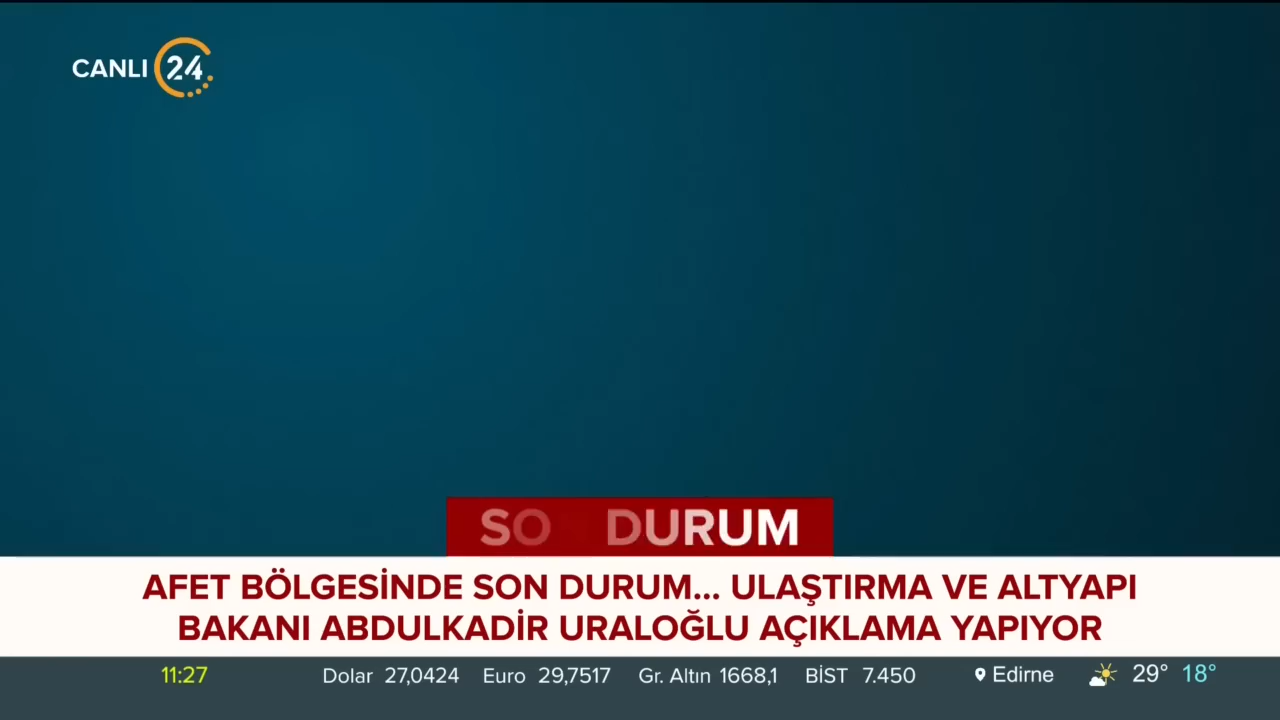 CANLI 24
SO DURUM
AFET BÖLGESİNDE SON DURUM... ULAŞTIRMA VE ALTYAPI
BAKANI ABDULKADİR URALOĞLU AÇIKLAMA YAPIYOR
11:27 Dolar 27,0424 Euro 29,7517 Gr. Altın 1668,1 BİST 7.450 Edirne 29° 18°